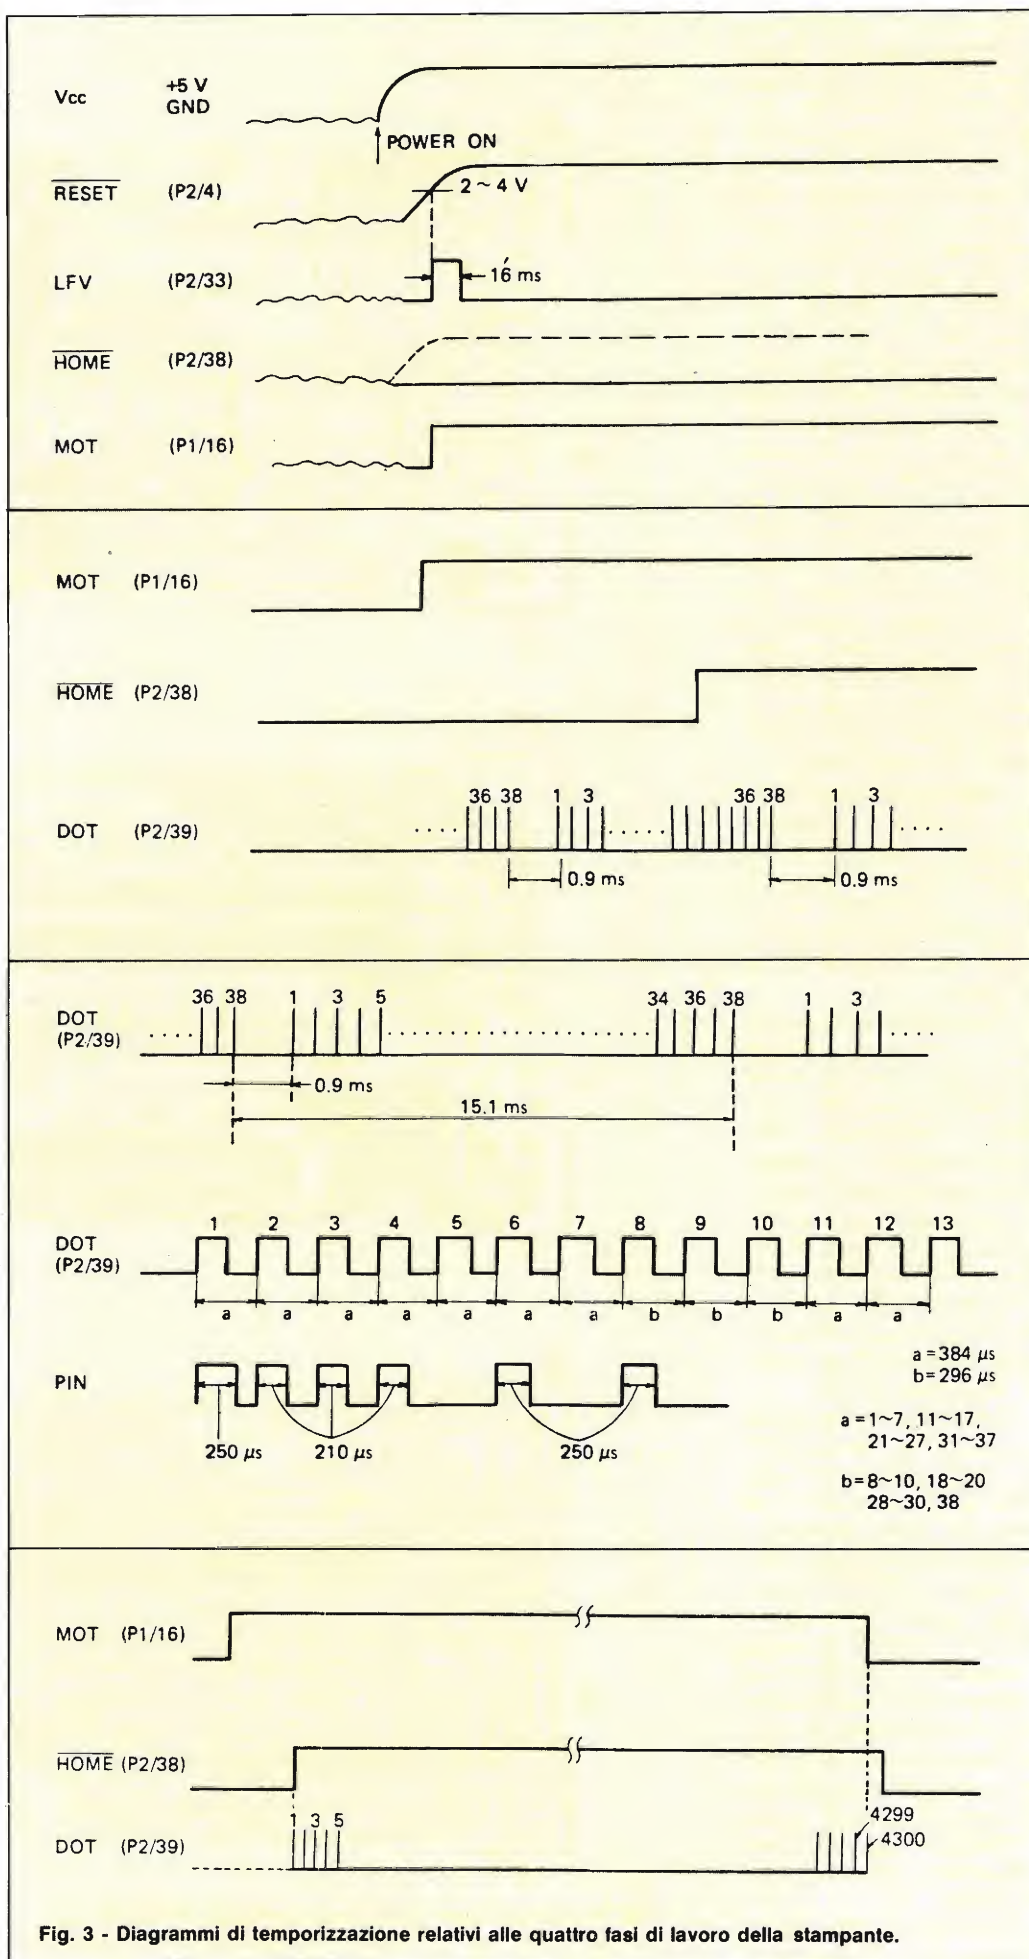 Vcc +5 V
GND
POWER ON
RESET (P2/4) 2 ~ 4 V
LFV (P2/33) 16 ms
HOME (P2/38)
MOT (P1/16)
MOT (P1/16)
HOME (P2/38)
36 38 1 3 36 38 1 3
DOT (P2/39)
0.9 ms 0.9 ms
36 38 1 3 5 34 36 38 1 3
DOT
(P2/39)
0.9 ms
15.1 ms
1 2 3 4 5 6 7 8 9 10 11 12 13
DOT
(P2/39)
a a a a a a a b b b a a
a = 384 µs
b = 296 µs
PIN
a = 1~7, 11~17,
21~27, 31~37
250 µs 210 µs 250 µs
b = 8~10, 18~20
28~30, 38
MOT (P1/16)
HOME (P2/38)
1 3 5 4299
DOT (P2/39) 4300
Fig. 3 - Diagrammi di temporizzazione relativi alle quattro fasi di lavoro della stampante.